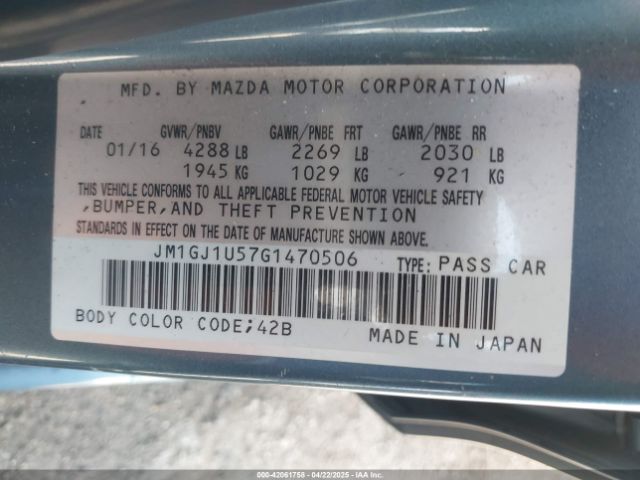 MFD. BY MAZDA MOTOR CORPORATION
DATE GVWR/PNBV GAWR/PNBE FRT GAWR/PNBE RR
01/16 4288 LB 2269 LB 2030 LB
1945 KG 1029 KG 921 KG
THIS VEHICLE CONFORMS TO ALL APPLICABLE FEDERAL MOTOR VEHICLE SAFETY
,BUMPER,AND THEFT PREVENTION
STANDARDS IN EFFECT ON THE DATE OF MANUFACTURE SHOWN ABOVE.
JM1GJ1U57G1470506 TYPE: PASS CAR
BODY COLOR CODE;42B MADE IN JAPAN
000-42061758 - 04/22/2025 - IAAI.com